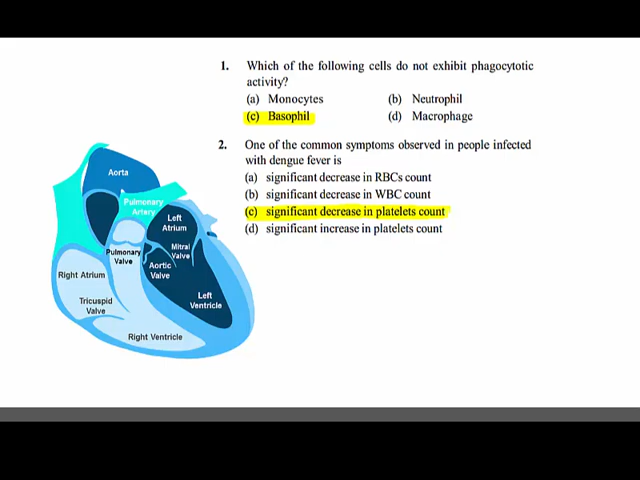 1. Which of the following cells do not exhibit phagocytotic
activity?
(a) Monocytes (b) Neutrophil
(c) Basophil (d) Macrophage
2. One of the common symptoms observed in people infected
with dengue fever is
(a) significant decrease in RBCs count
(b) significant decrease in WBC count
(c) significant decrease in platelets count
(d) significant increase in platelets count
Aorta
Pulmonary
Artery
Left
Atrium
Mitral
Valve
Pulmonary
Valve
Aortic
Valve
Right Atrium
Left
Ventricle
Tricuspid
Valve
Right Ventricle